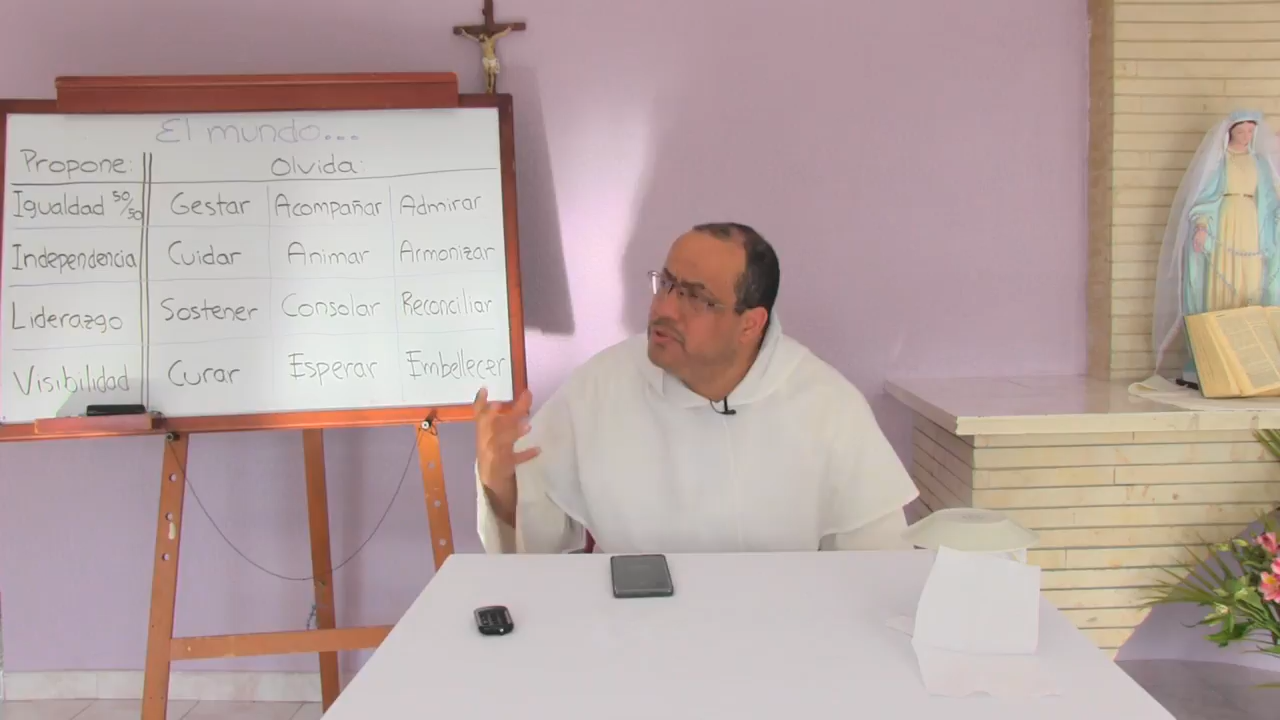 El mundo...
Propone: Olvida:
Igualdad 50/50 Gestar Acompañar Admirar
Independencia Cuidar Animar Armonizar
Liderazgo Sostener Consolar Reconciliar
Visibilidad Curar Esperar Embellecer